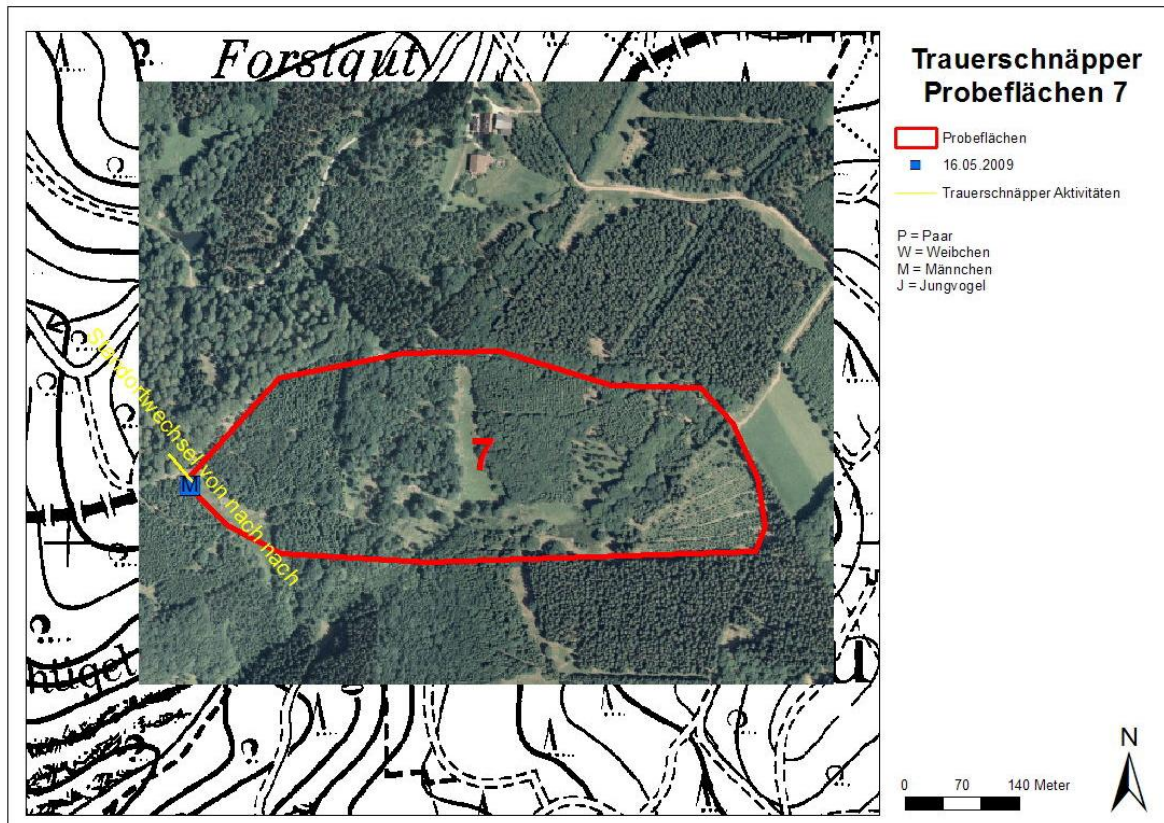 Forstgut
Trauerschnäpper
Probeflächen 7
Probeflächen
16.05.2009
Trauerschnäpper Aktivitäten
P = Paar
W = Weibchen
M = Männchen
J = Jungvogel
Standortwechsel von nach nach
7
M
hügel
N
0 70 140 Meter